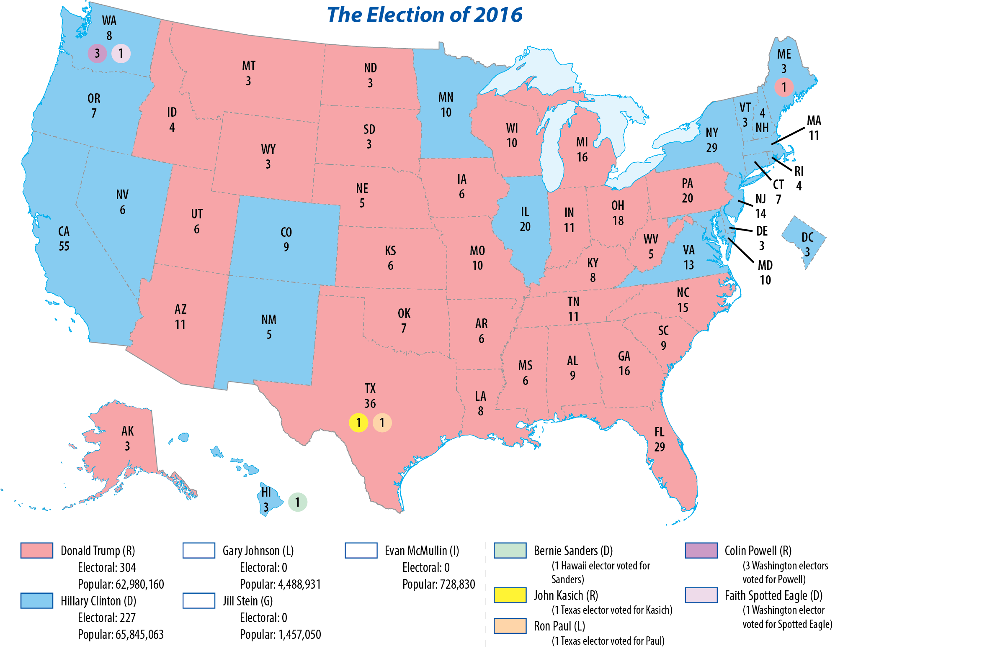 The Election of 2016
WA
8
3 1
OR
7
CA
55
NV
6
ID
4
MT
3
WY
3
UT
6
AZ
11
CO
9
NM
5
ND
3
SD
3
NE
5
KS
6
OK
7
TX
36
1 1
MN
10
IA
6
MO
10
AR
6
LA
8
WI
10
IL
20
MI
16
IN
11
OH
18
KY
8
TN
11
MS
6
AL
9
GA
16
FL
29
SC
9
NC
15
VA
13
WV
5
PA
20
NY
29
VT
3
4
NH
ME
3
1
MA
11
RI
4
CT
7
NJ
14
DE
3
MD
10
DC
3
AK
3
HI
3
1
Donald Trump (R)
Electoral: 304
Popular: 62,980,160
Hillary Clinton (D)
Electoral: 227
Popular: 65,845,063
Gary Johnson (L)
Electoral: 0
Popular: 4,488,931
Jill Stein (G)
Electoral: 0
Popular: 1,457,050
Evan McMullin (I)
Electoral: 0
Popular: 728,830
Bernie Sanders (D)
(1 Hawaii elector voted for
Sanders)
John Kasich (R)
(1 Texas elector voted for Kasich)
Ron Paul (L)
(1 Texas elector voted for Paul)
Colin Powell (R)
(3 Washington electors
voted for Powell)
Faith Spotted Eagle (D)
(1 Washington elector
voted for Spotted Eagle)